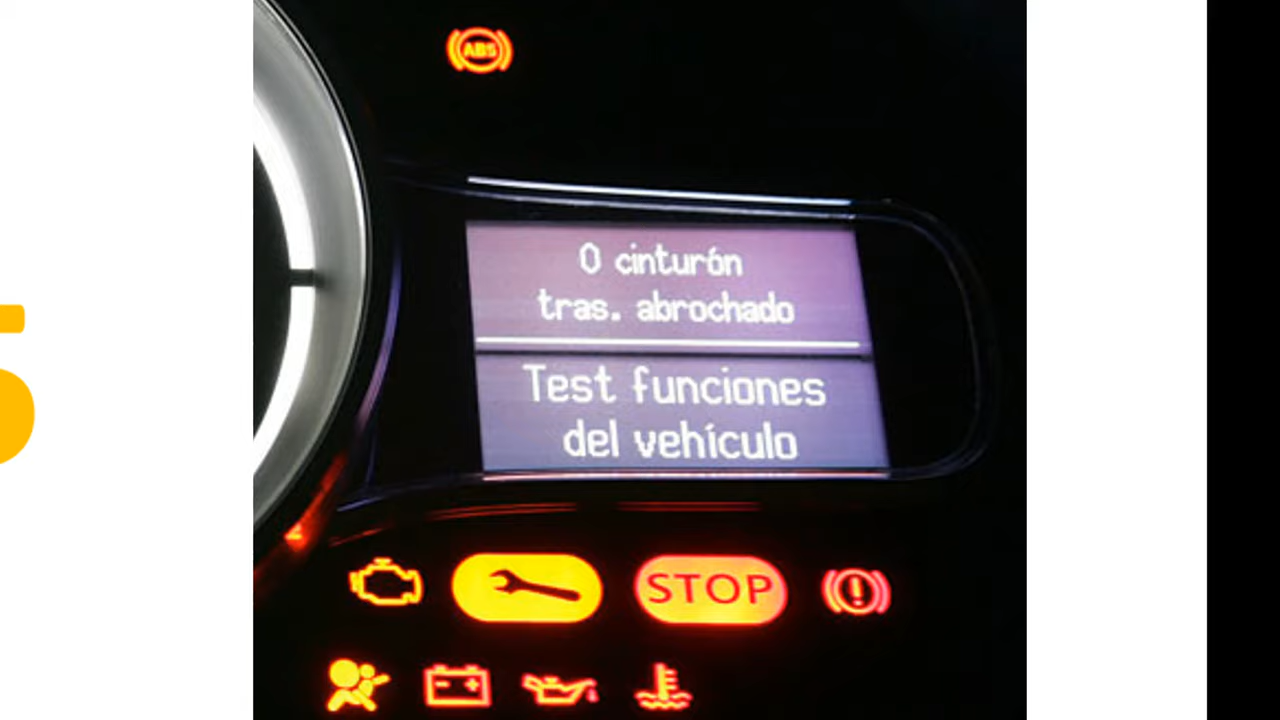 ABS
0 cinturón
tras. abrochado
Test funciones
del vehículo
STOP